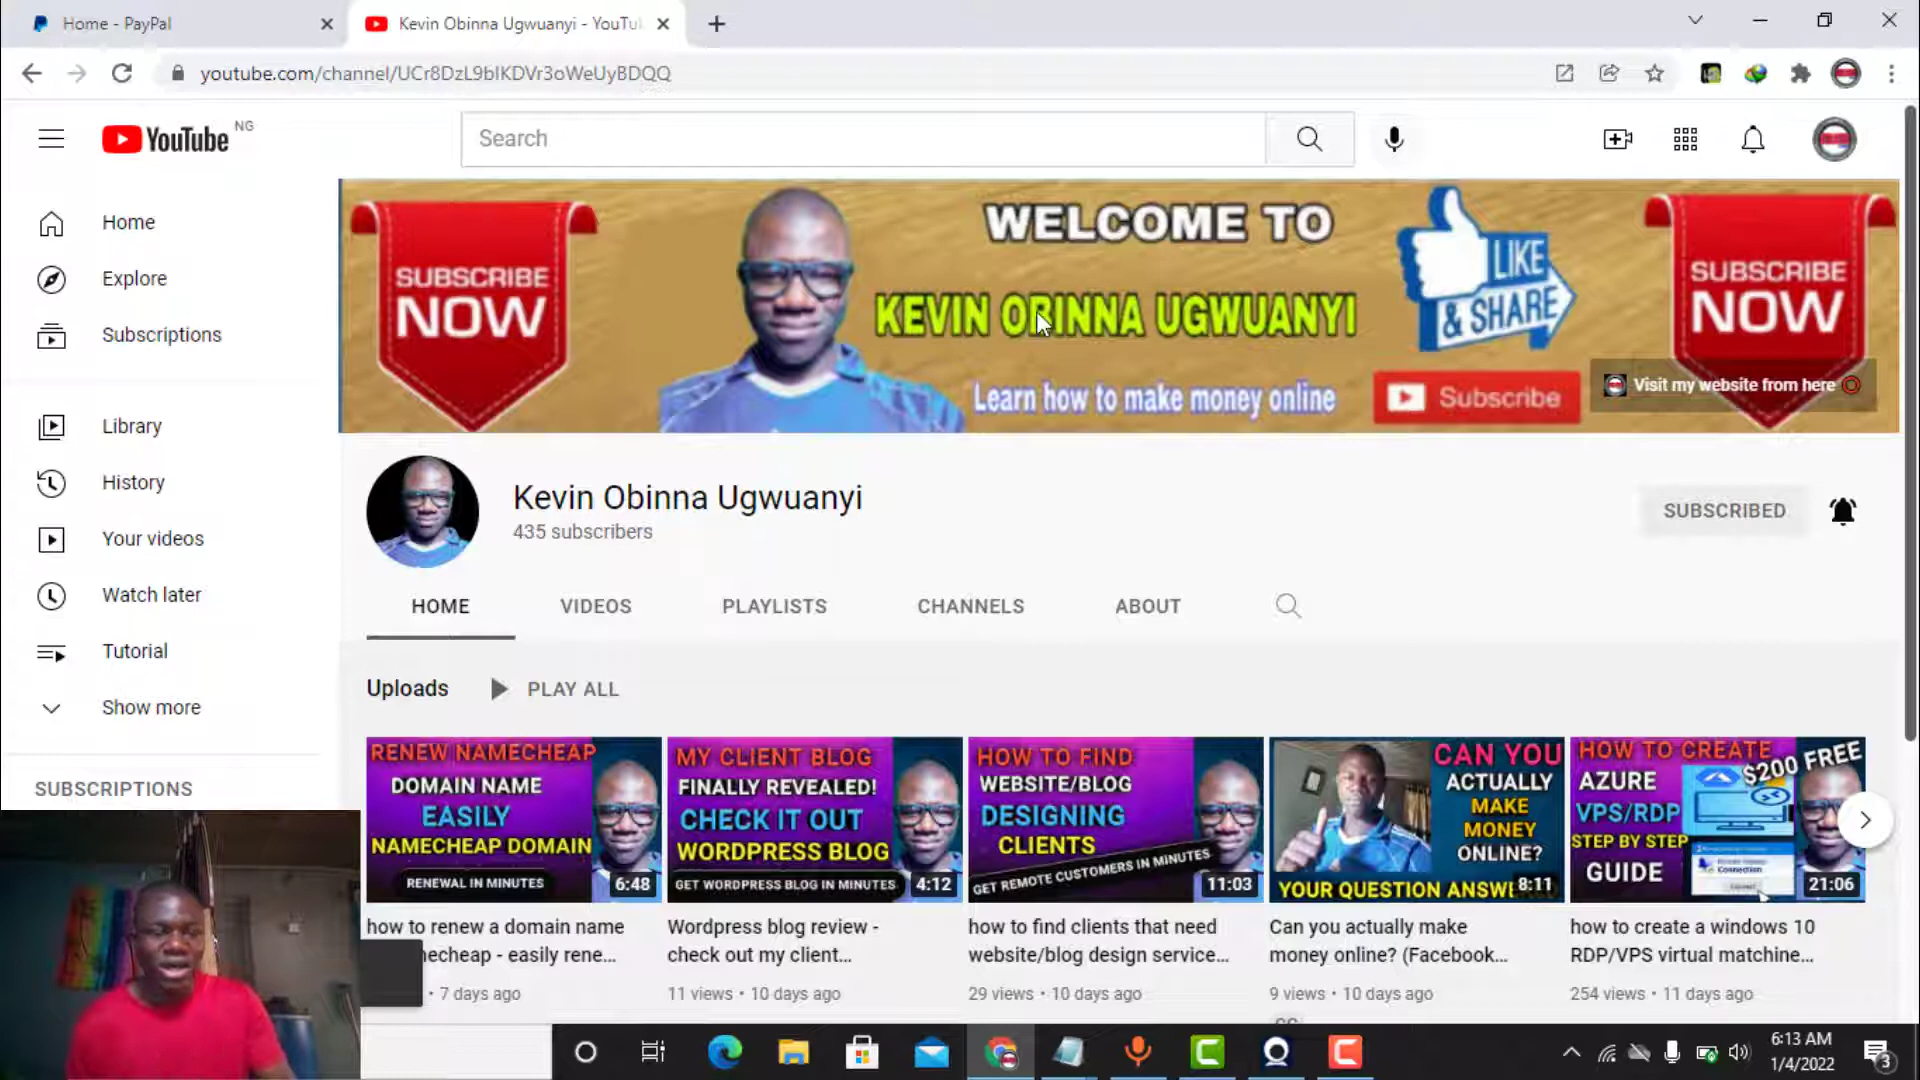 Home - PayPal
Kevin Obinna Ugwuanyi - YouTu
youtube.com/channel/UCr8DzL9bIKDVr3oWeUyBDQQ
YouTube NG
Search
Home
Explore
Subscriptions
Library
History
Your videos
Watch later
Tutorial
Show more
SUBSCRIPTIONS
SUBSCRIBE
NOW
WELCOME TO
KEVIN OBINNA UGWUANYI
Learn how to make money online
LIKE
& SHARE
Subscribe
SUBSCRIBE
NOW
Visit my website from here
Kevin Obinna Ugwuanyi
435 subscribers
SUBSCRIBED
HOME
VIDEOS
PLAYLISTS
CHANNELS
ABOUT
Uploads
PLAY ALL
RENEW NAMECHEAP
DOMAIN NAME
EASILY
NAMECHEAP DOMAIN
RENEWAL IN MINUTES
6:48
how to renew a domain name
echeap - easily rene...
• 7 days ago
MY CLIENT BLOG
FINALLY REVEALED!
CHECK IT OUT
WORDPRESS BLOG
GET WORDPRESS BLOG IN MINUTES
4:12
Wordpress blog review -
check out my client...
11 views • 10 days ago
HOW TO FIND
WEBSITE/BLOG
DESIGNING
CLIENTS
GET REMOTE CUSTOMERS IN MINUTES
11:03
how to find clients that need
website/blog design service...
29 views • 10 days ago
CAN YOU
ACTUALLY
MAKE
MONEY
ONLINE?
YOUR QUESTION ANSWE
8:11
Can you actually make
money online? (Facebook...
9 views • 10 days ago
HOW TO CREATE
$200 FREE
AZURE
VPS/RDP
STEP BY STEP
GUIDE
Connection
21:06
how to create a windows 10
RDP/VPS virtual matchine...
254 views • 11 days ago
6:13 AM
1/4/2022
3